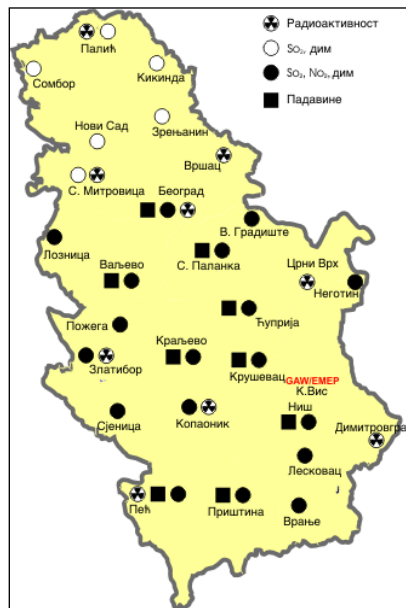 Радиоактивност
Палић
SO₂, дим
Сомбор
Кикинда
SO₂, NO₂, дим
Падавине
Нови Сад
Зрењанин
Вршац
С. Митровица
Београд
В. Градиште
Лозница
С. Паланка
Ваљево
Црни Врх
Неготин
Пожега
Ћуприја
Краљево
Златибор
Крушевац
GAW/EMEP
К.Вис
Ниш
Сјеница
Копаоник
Димитровгра
Лесковац
Пећ
Приштина
Врање